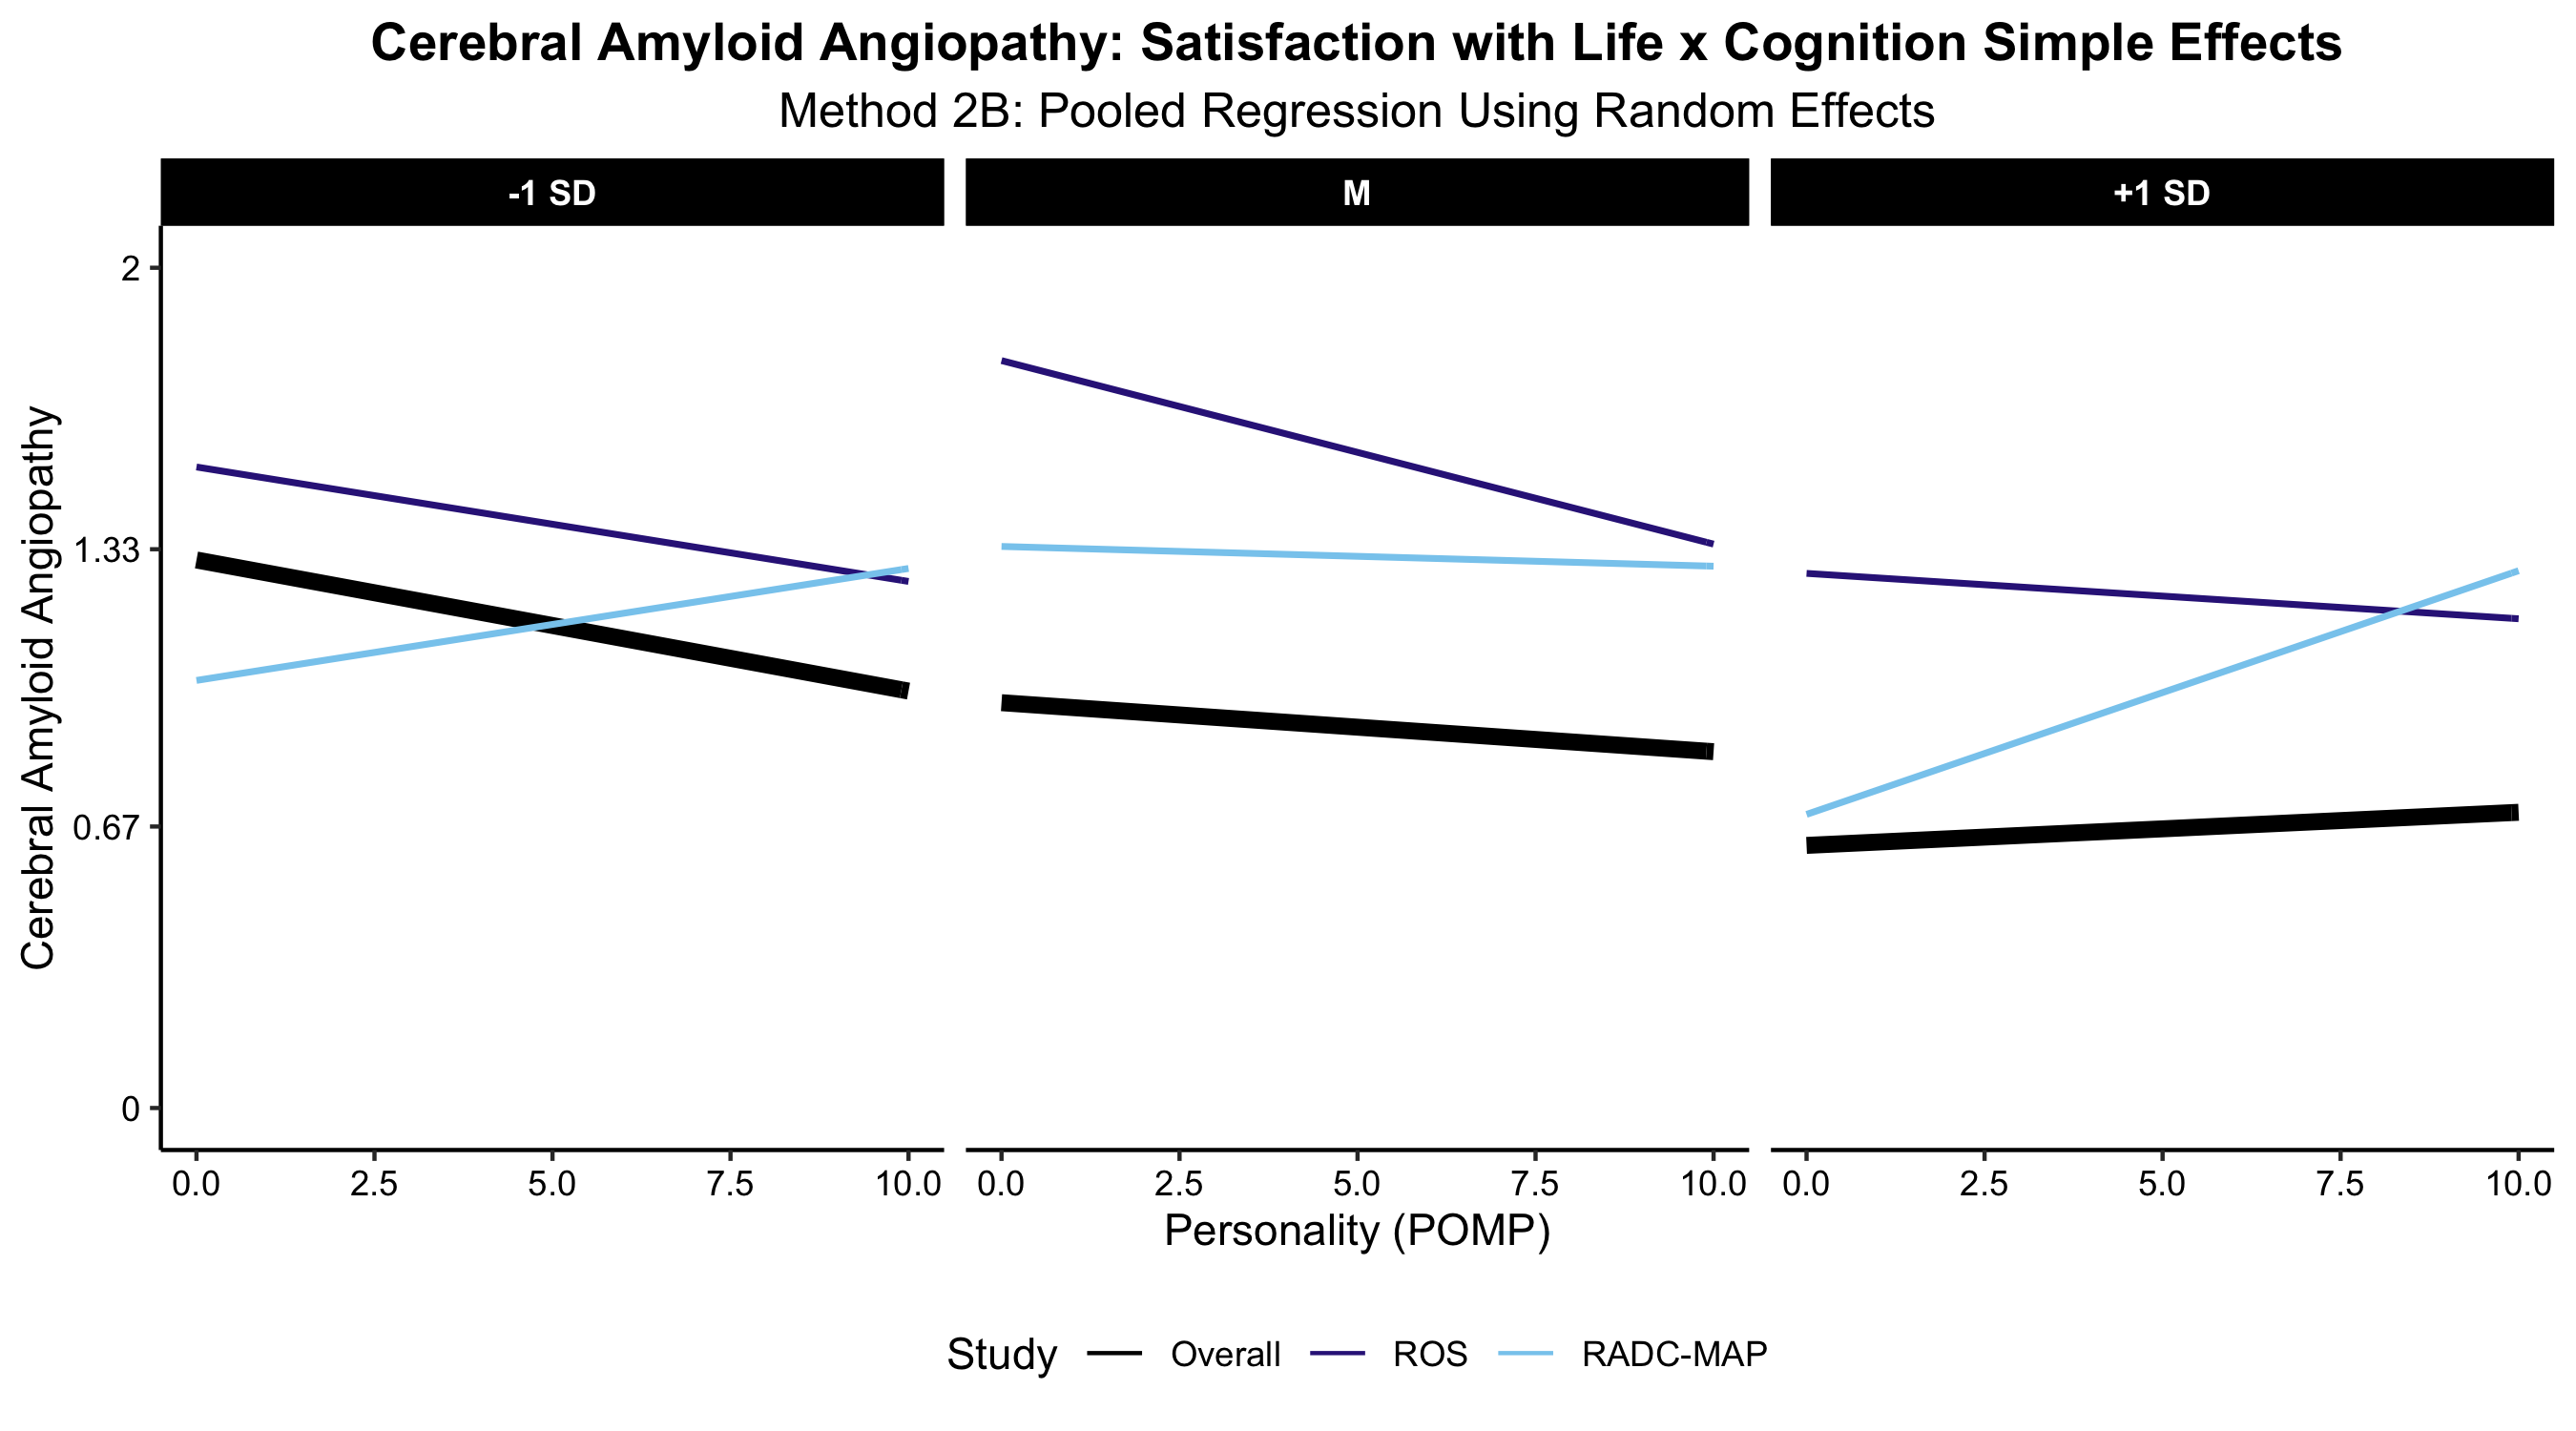 Cerebral Amyloid Angiopathy: Satisfaction with Life x Cognition Simple Effects
Method 2B: Pooled Regression Using Random Effects
-1 SD M +1 SD
Cerebral Amyloid Angiopathy
2
1.33
0.67
0
0.0 2.5 5.0 7.5 10.0 0.0 2.5 5.0 7.5 10.0 0.0 2.5 5.0 7.5 10.0
Personality (POMP)
Study Overall ROS RADC-MAP